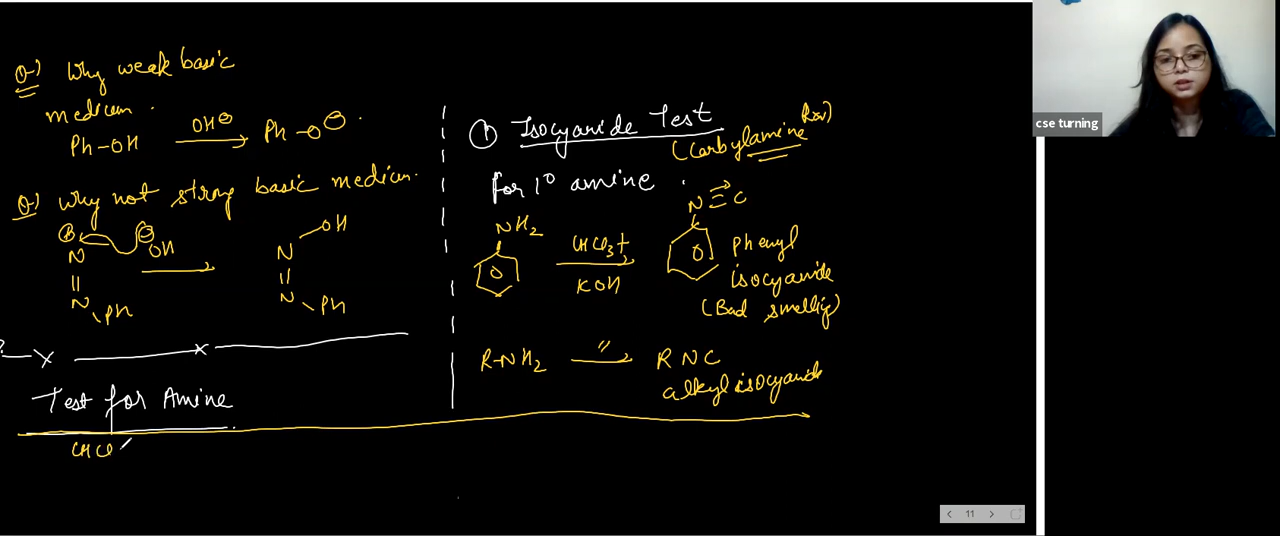 Q-) Why weak basic
medium.
Ph-OH OH⊖ Ph-O⊖.
Q-) Why not strong basic medium.
⊕ ⊖OH
N
||
N
Ph
OH
N
||
N
Ph
X X
Test for Amine
CHCl
① Isocyanide Test
(Carbylamine Rxn)
for 1° amine
NH2 CHCl3+ KOH N≡C
phenyl
isocyanide
(Bad smellig)
R-NH2 〃 RNC
alkyl isocyanide
cse turning
11